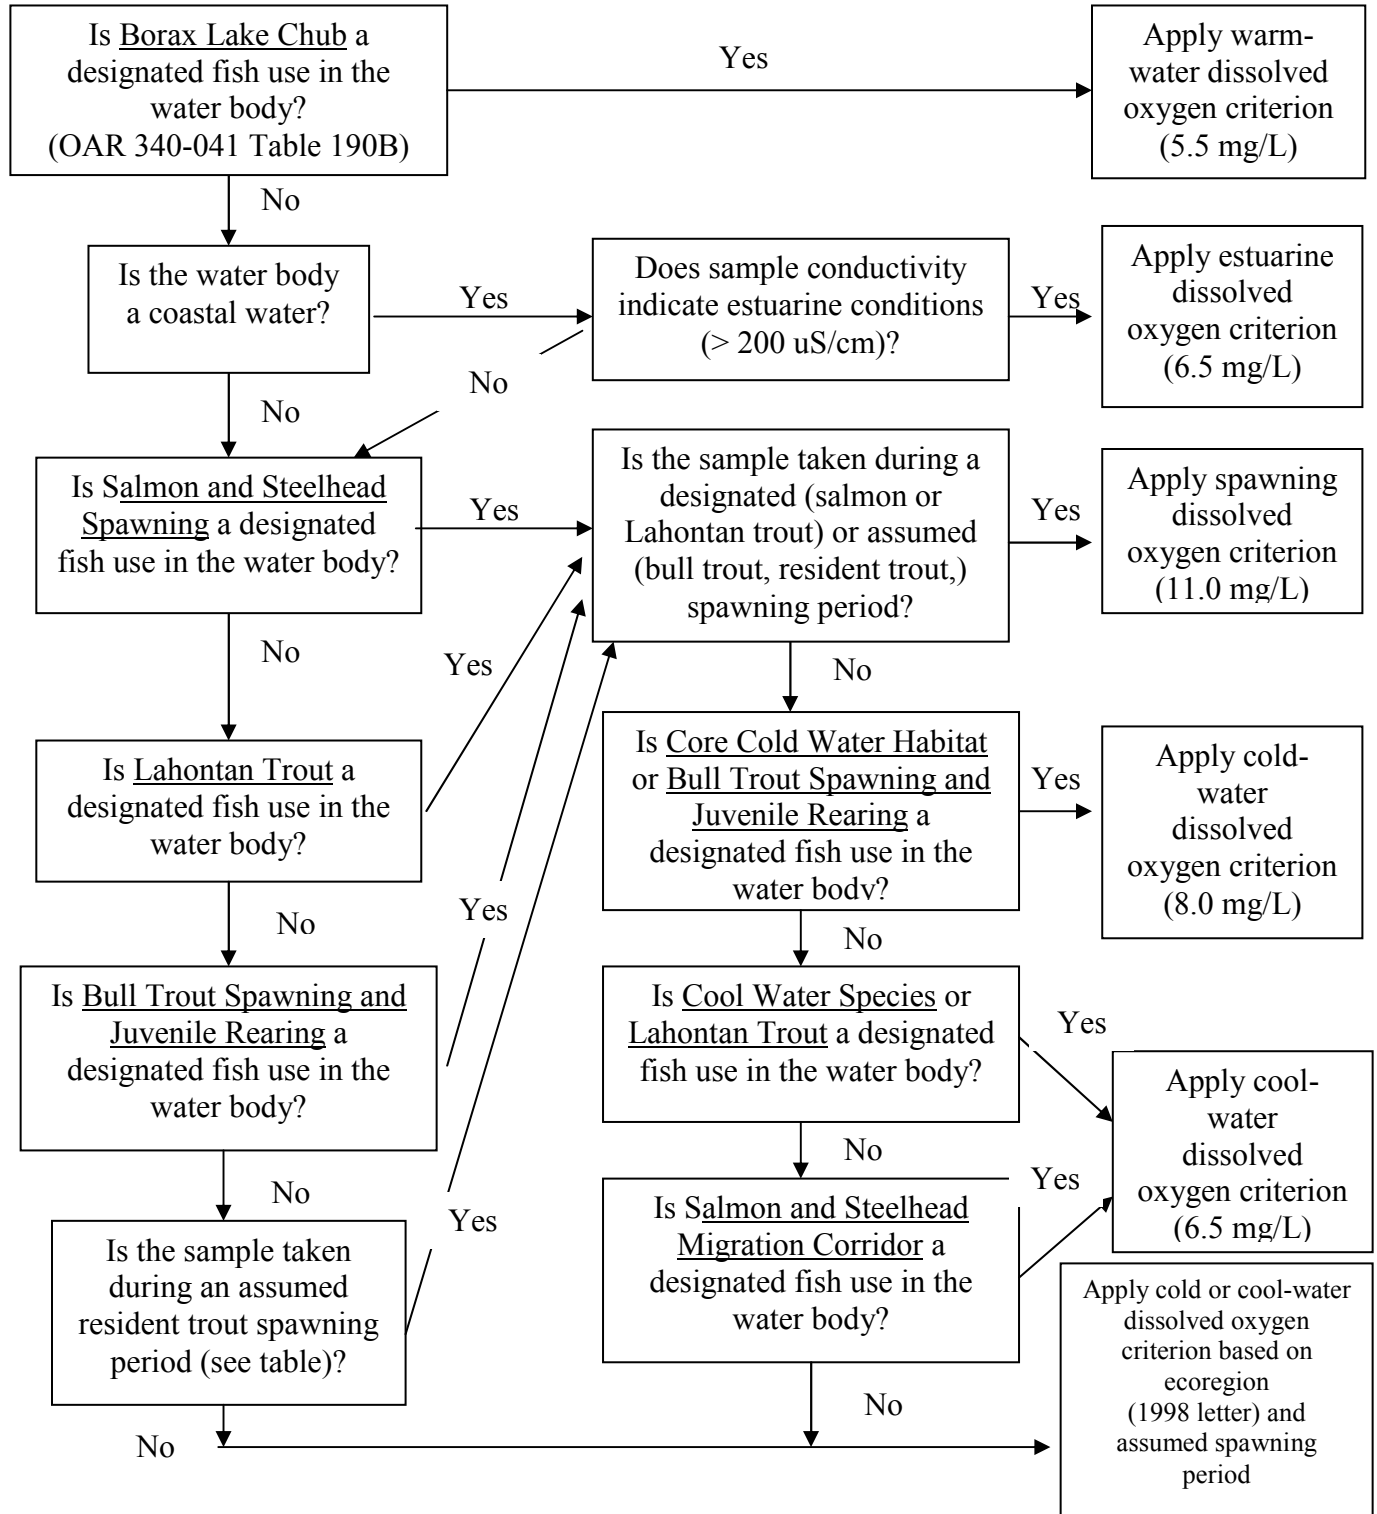 Is Borax Lake Chub a
designated fish use in the
water body?
(OAR 340-041 Table 190B)
Yes
Apply warm-
water dissolved
oxygen criterion
(5.5 mg/L)
No
Is the water body
a coastal water?
Yes
Does sample conductivity
indicate estuarine conditions
(> 200 uS/cm)?
Yes
Apply estuarine
dissolved
oxygen criterion
(6.5 mg/L)
No
No
Is Salmon and Steelhead
Spawning a designated
fish use in the water body?
Yes
Is the sample taken during a
designated (salmon or
Lahontan trout) or assumed
(bull trout, resident trout,)
spawning period?
Yes
Apply spawning
dissolved
oxygen criterion
(11.0 mg/L)
No
Yes
No
Is Lahontan Trout a
designated fish use in the
water body?
Is Core Cold Water Habitat
or Bull Trout Spawning and
Juvenile Rearing a
designated fish use in the
water body?
Yes
Apply cold-
water
dissolved
oxygen criterion
(8.0 mg/L)
No
Yes
No
Is Bull Trout Spawning and
Juvenile Rearing a
designated fish use in the
water body?
Is Cool Water Species or
Lahontan Trout a designated
fish use in the water body?
Yes
Apply cool-
water
dissolved
oxygen criterion
(6.5 mg/L)
No
Yes
No
Yes
Is the sample taken
during an assumed
resident trout spawning
period (see table)?
Is Salmon and Steelhead
Migration Corridor a
designated fish use in the
water body?
Apply cold or cool-water
dissolved oxygen
criterion based on
ecoregion
(1998 letter) and
assumed spawning
period
No
No